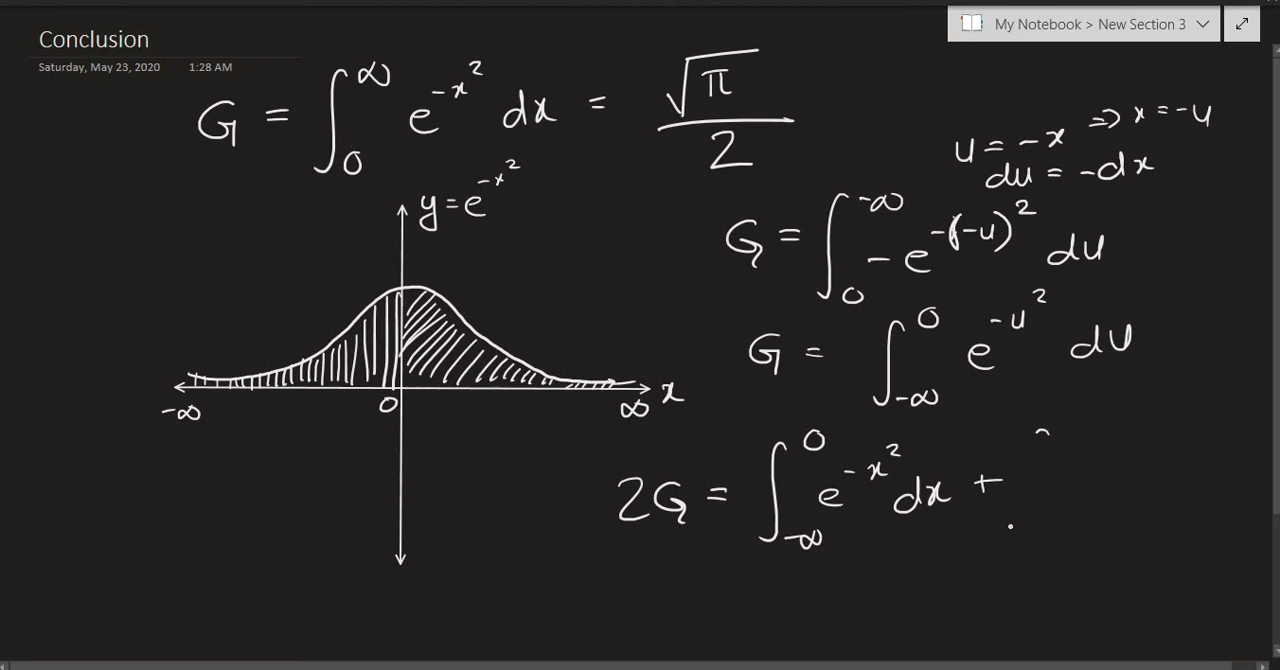 My Notebook > New Section 3
Conclusion
Saturday, May 23, 2020 1:28 AM
G = ∫₀^∞ e^(-x²) dx = √π / 2
u = -x ⇒ x = -u
du = -dx
y = e^(-x²)
G = ∫₀^(-∞) -e^(-(-u)²) du
G = ∫_(-∞)^0 e^(-u²) du
-∞ 0 ∞ x
2G = ∫_(-∞)^0 e^(-x²) dx +